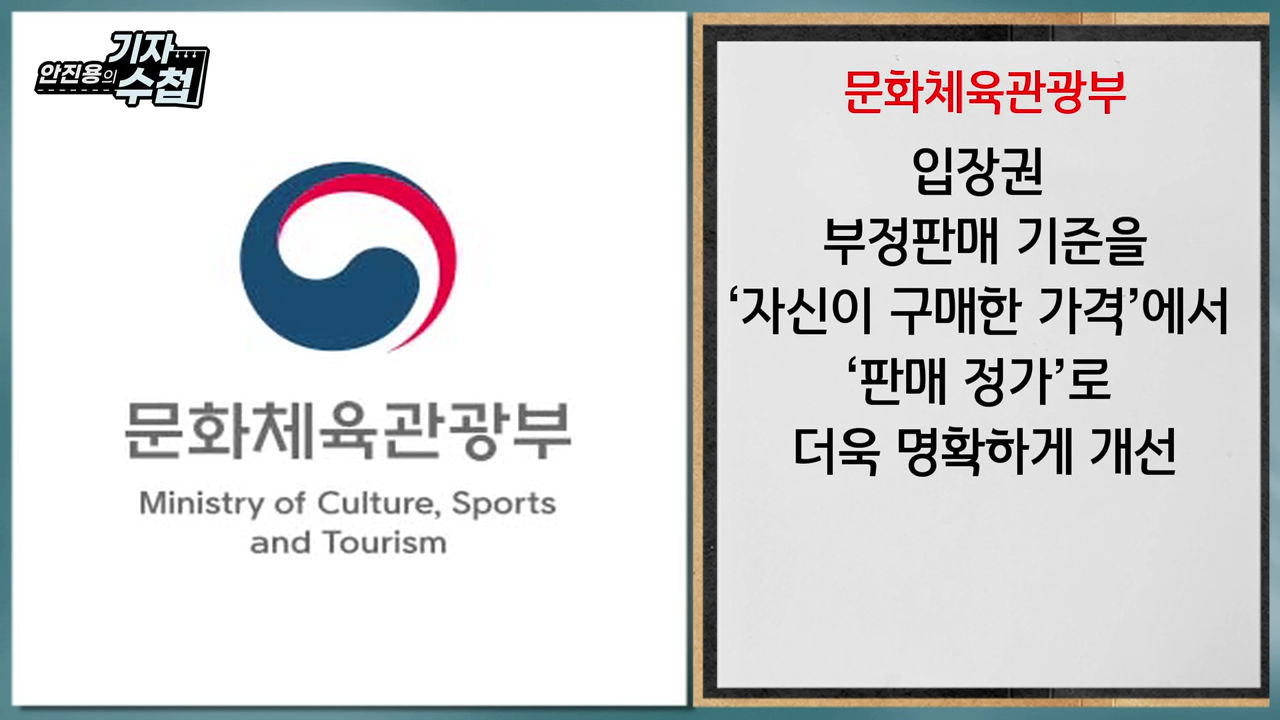 안진용의
기자
수첩
문화체육관광부
Ministry of Culture, Sports
and Tourism
문화체육관광부
입장권
부정판매 기준을
‘자신이 구매한 가격’에서
‘판매 정가’로
더욱 명확하게 개선